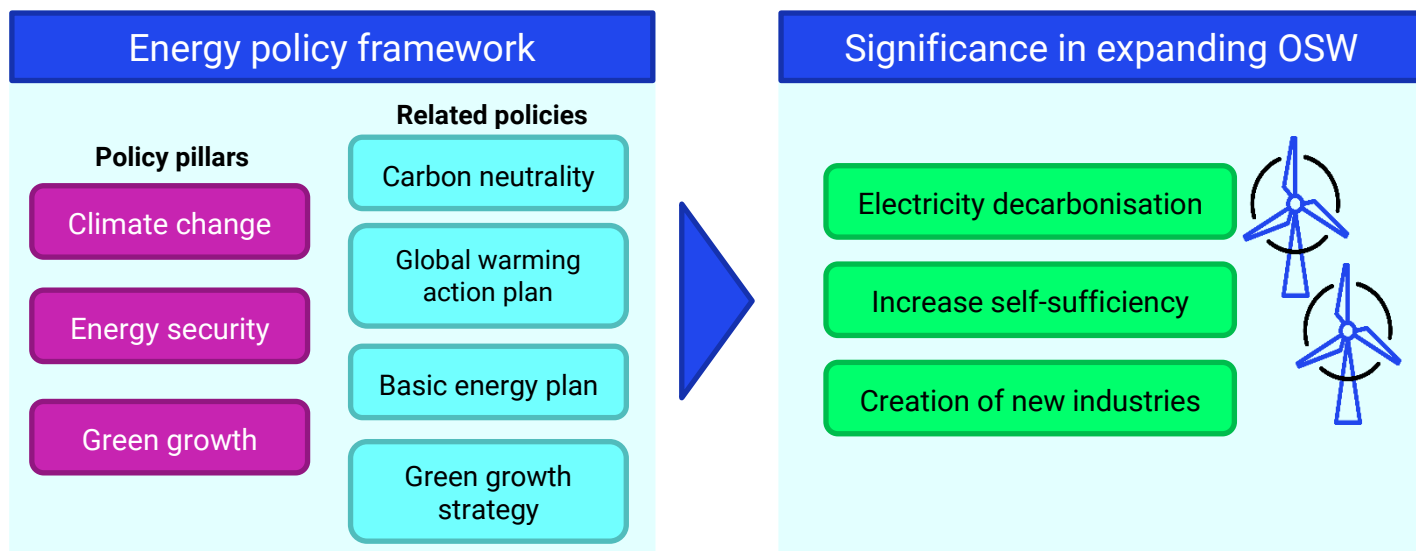 Energy policy framework
Policy pillars
Climate change
Energy security
Green growth
Related policies
Carbon neutrality
Global warming
action plan
Basic energy plan
Green growth
strategy
Significance in expanding OSW
Electricity decarbonisation
Increase self-sufficiency
Creation of new industries